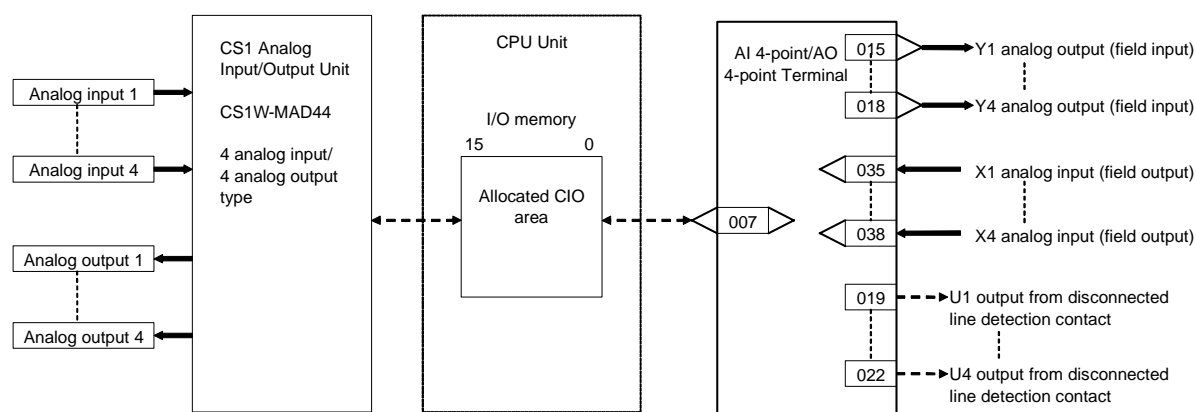 CS1 Analog
Input/Output Unit
CS1W-MAD44
4 analog input/
4 analog output
type
Analog input 1
Analog input 4
Analog output 1
Analog output 4
CPU Unit
I/O memory
15 0
Allocated CIO
area
AI 4-point/AO
4-point Terminal
007
015
Y1 analog output (field input)
018
Y4 analog output (field input)
035
X1 analog input (field output)
038
X4 analog input (field output)
019
U1 output from disconnected
line detection contact
022
U4 output from disconnected
line detection contact